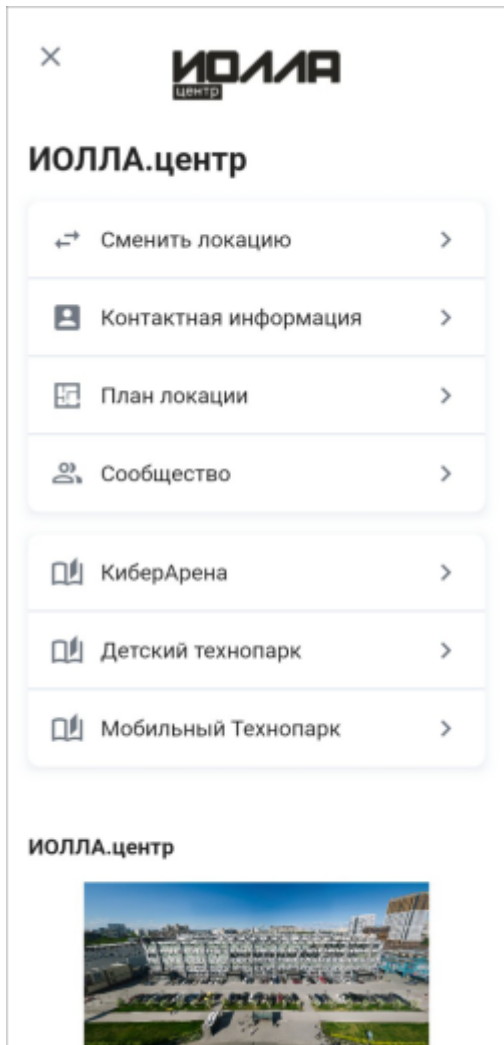 ИОЛЛА
центр
ИОЛЛА.центр
Сменить локацию
Контактная информация
План локации
Сообщество
КиберАрена
Детский технопарк
Мобильный Технопарк
ИОЛЛА.центр